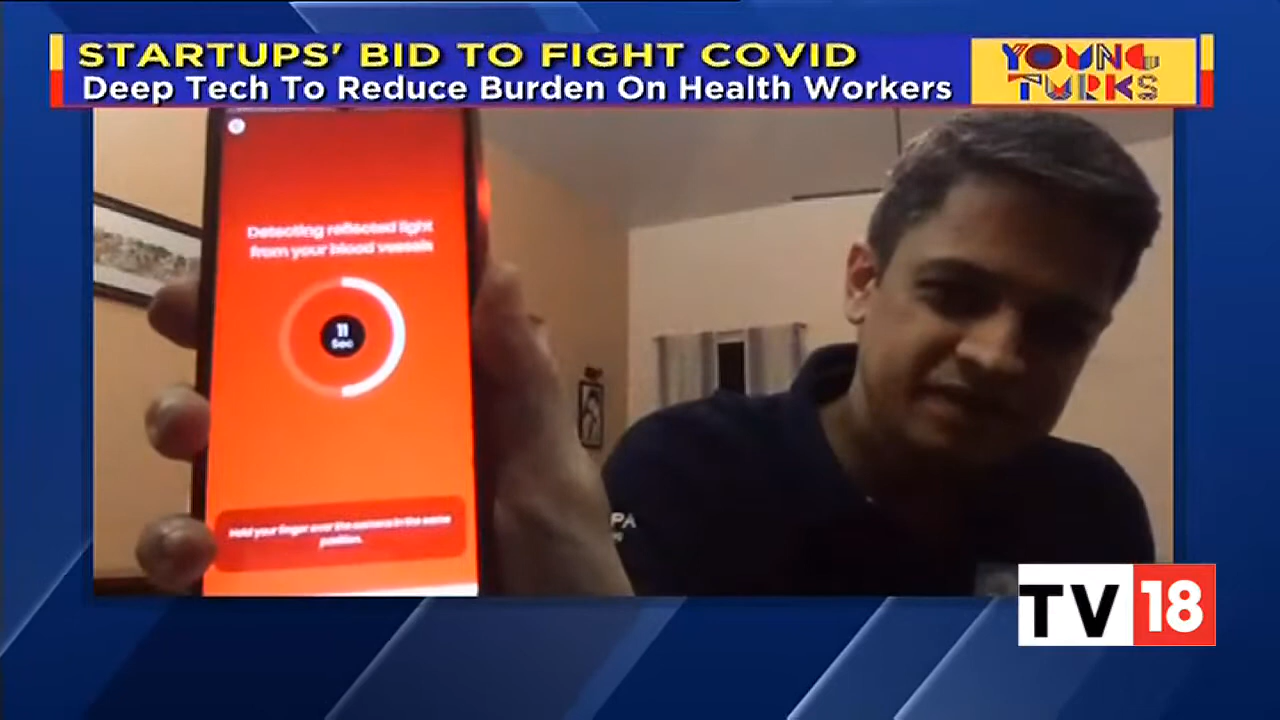 STARTUPS' BID TO FIGHT COVID
Deep Tech To Reduce Burden On Health Workers
YOUNG
TURKS
Detecting reflected light
from your blood vessels
11
Sec
Hold your finger over the camera in the same
position.
PA
TV18